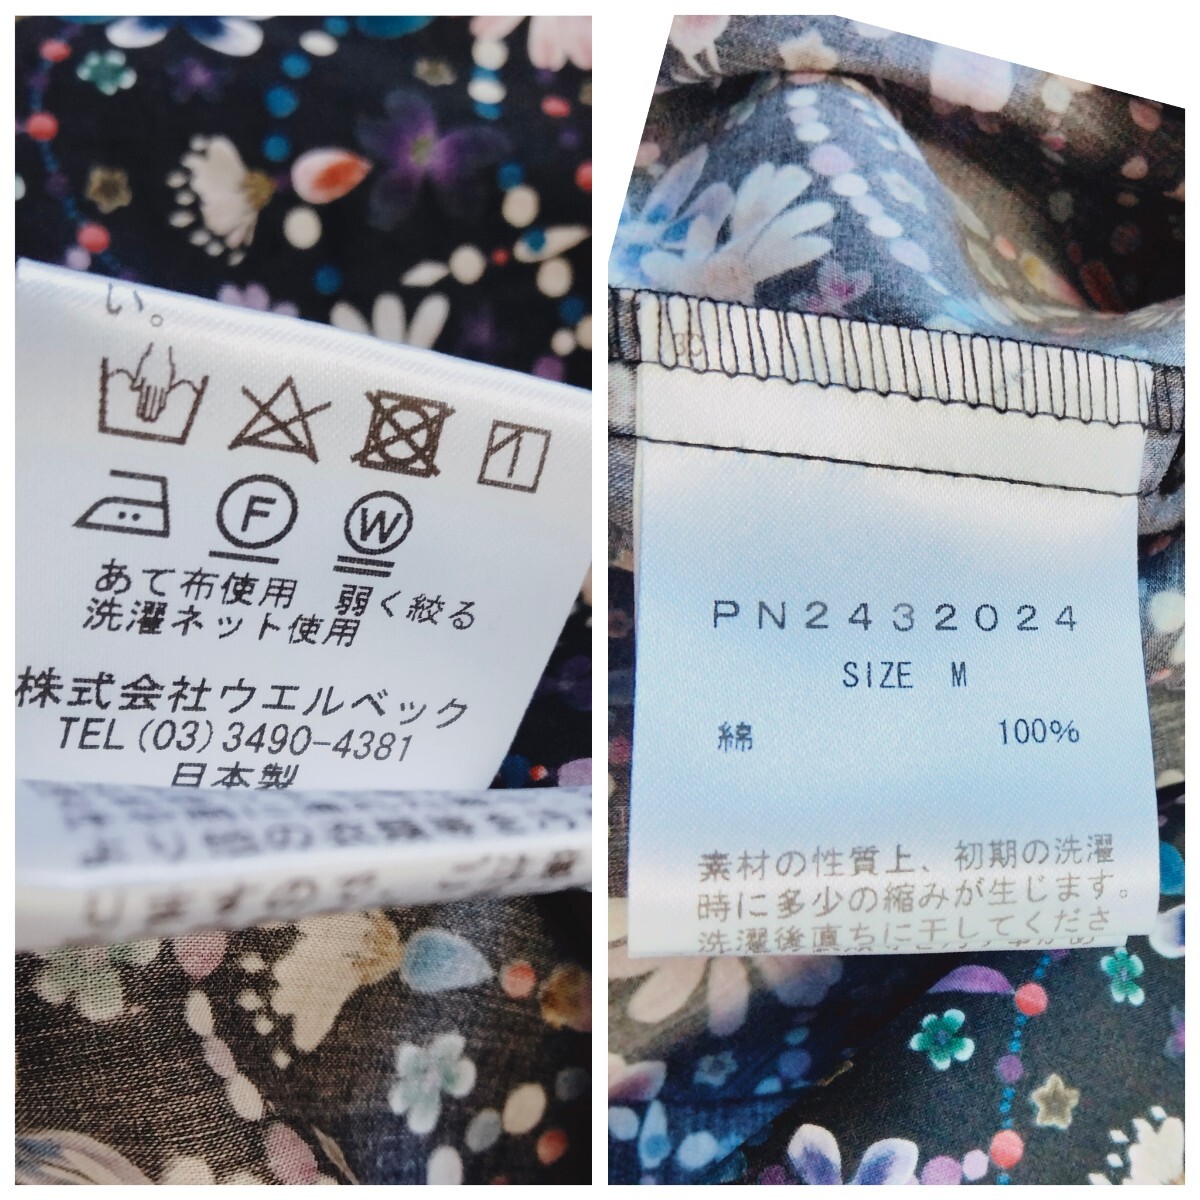 い。
F W
あて布使用　弱く絞る
洗濯ネット使用
株式会社ウエルベック
TEL(03)3490-4381
日本製
PN2432024
SIZE M
綿 100%
素材の性質上、初期の洗濯
時に多少の縮みが生じます。
洗濯後直ちに干してくださ